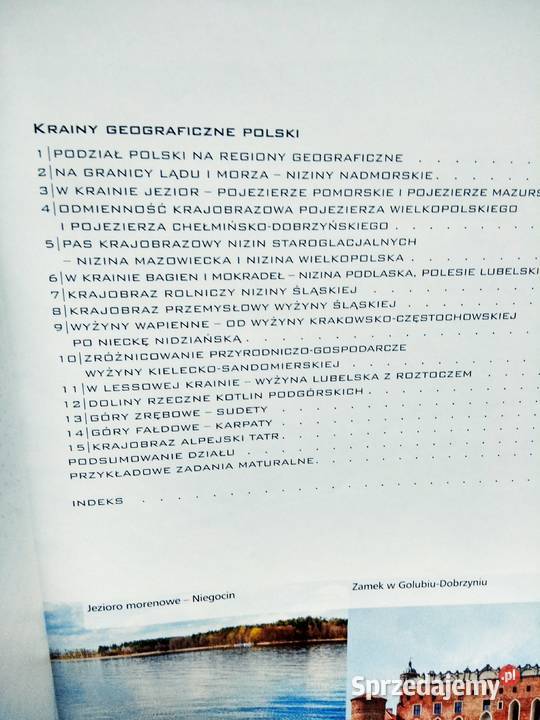 KRAINY GEOGRAFICZNE POLSKI
1|PODZIAŁ POLSKI NA REGIONY GEOGRAFICZNE . . . . . .
2|NA GRANICY LĄDU I MORZA – NIZINY NADMORSKIE . . . . .
3|W KRAINIE JEZIOR – POJEZIERZE POMORSKIE I POJEZIERZE MAZURS
4|ODMIENNOŚĆ KRAJOBRAZOWA POJEZIERZA WIELKOPOLSKIEGO
I POJEZIERZA CHEŁMIŃSKO-DOBRZYŃSKIEGO . . . . . . .
5|PAS KRAJOBRAZOWY NIZIN STAROGLACJALNYCH
– NIZINA MAZOWIECKA I NIZINA WIELKOPOLSKA . . . . . .
6|W KRAINIE BAGIEN I MOKRADEŁ – NIZINA PODLASKA, POLESIE LUBELSKI
7|KRAJOBRAZ ROLNICZY NIZINY ŚLĄSKIEJ . . . . . . . .
8|KRAJOBRAZ PRZEMYSŁOWY WYŻYNY ŚLĄSKIEJ . . . . . .
9|WYŻYNY WAPIENNE – OD WYŻYNY KRAKOWSKO-CZĘSTOCHOWSKIEJ
PO NIECKĘ NIDZIAŃSKĄ . . . . . . . . . . . .
10|ZRÓŻNICOWANIE PRZYRODNICZO-GOSPODARCZE
WYŻYNY KIELECKO-SANDOMIERSKIEJ . . . . . . . .
11|W LESSOWEJ KRAINIE – WYŻYNA LUBELSKA Z ROZTOCZEM . . . .
12|DOLINY RZECZNE KOTLIN PODGÓRSKICH . . . . . . . .
13|GÓRY ZRĘBOWE – SUDETY . . . . . . . . . . .
14|GÓRY FAŁDOWE – KARPATY . . . . . . . . . . .
15|KRAJOBRAZ ALPEJSKI TATR . . . . . . . . . . .
PODSUMOWANIE DZIAŁU . . . . . . . . . . . .
PRZYKŁADOWE ZADANIA MATURALNE . . . . . . . . .
INDEKS . . . . . . . . . . . . . . . .
Jezioro morenowe – Niegocin
Zamek w Golubiu-Dobrzyniu
Sprzedajemy.pl